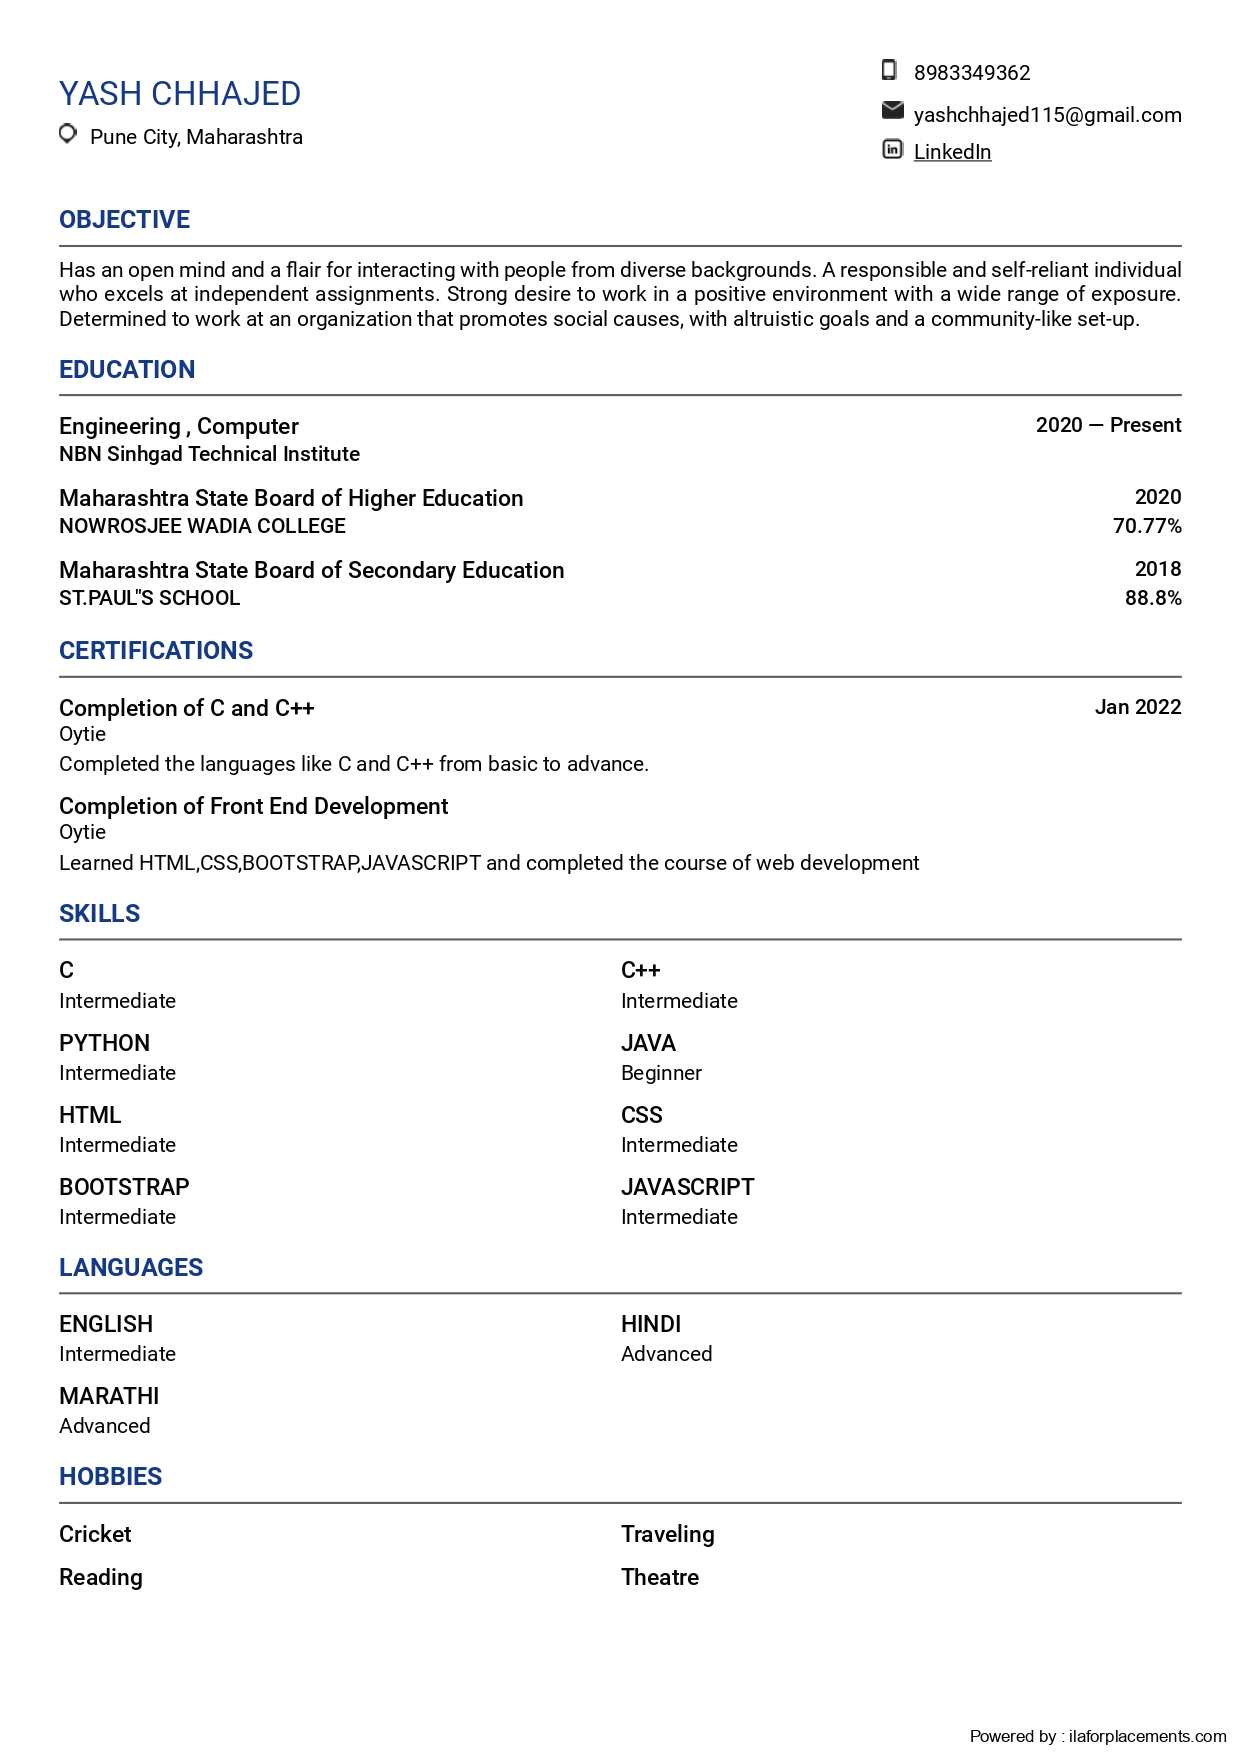 YASH CHHAJED
Pune City, Maharashtra
8983349362
yashchhajed115@gmail.com
LinkedIn
OBJECTIVE
Has an open mind and a flair for interacting with people from diverse backgrounds. A responsible and self-reliant individual
who excels at independent assignments. Strong desire to work in a positive environment with a wide range of exposure.
Determined to work at an organization that promotes social causes, with altruistic goals and a community-like set-up.
EDUCATION
Engineering , Computer 2020 — Present
NBN Sinhgad Technical Institute
Maharashtra State Board of Higher Education 2020
NOWROSJEE WADIA COLLEGE 70.77%
Maharashtra State Board of Secondary Education 2018
ST.PAUL"S SCHOOL 88.8%
CERTIFICATIONS
Completion of C and C++ Jan 2022
Oytie
Completed the languages like C and C++ from basic to advance.
Completion of Front End Development
Oytie
Learned HTML,CSS,BOOTSTRAP,JAVASCRIPT and completed the course of web development
SKILLS
C C++
Intermediate Intermediate
PYTHON JAVA
Intermediate Beginner
HTML CSS
Intermediate Intermediate
BOOTSTRAP JAVASCRIPT
Intermediate Intermediate
LANGUAGES
ENGLISH HINDI
Intermediate Advanced
MARATHI
Advanced
HOBBIES
Cricket Traveling
Reading Theatre
Powered by : ilaforplacements.com